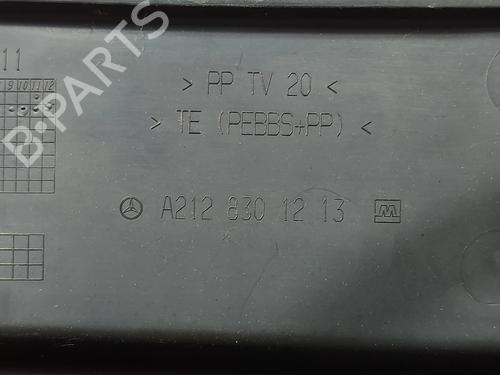 B-PARTS
11
9 10 11 12
> PP TV 20 <
> TE (PEBBS+PP) <
A212 830 12 13
M